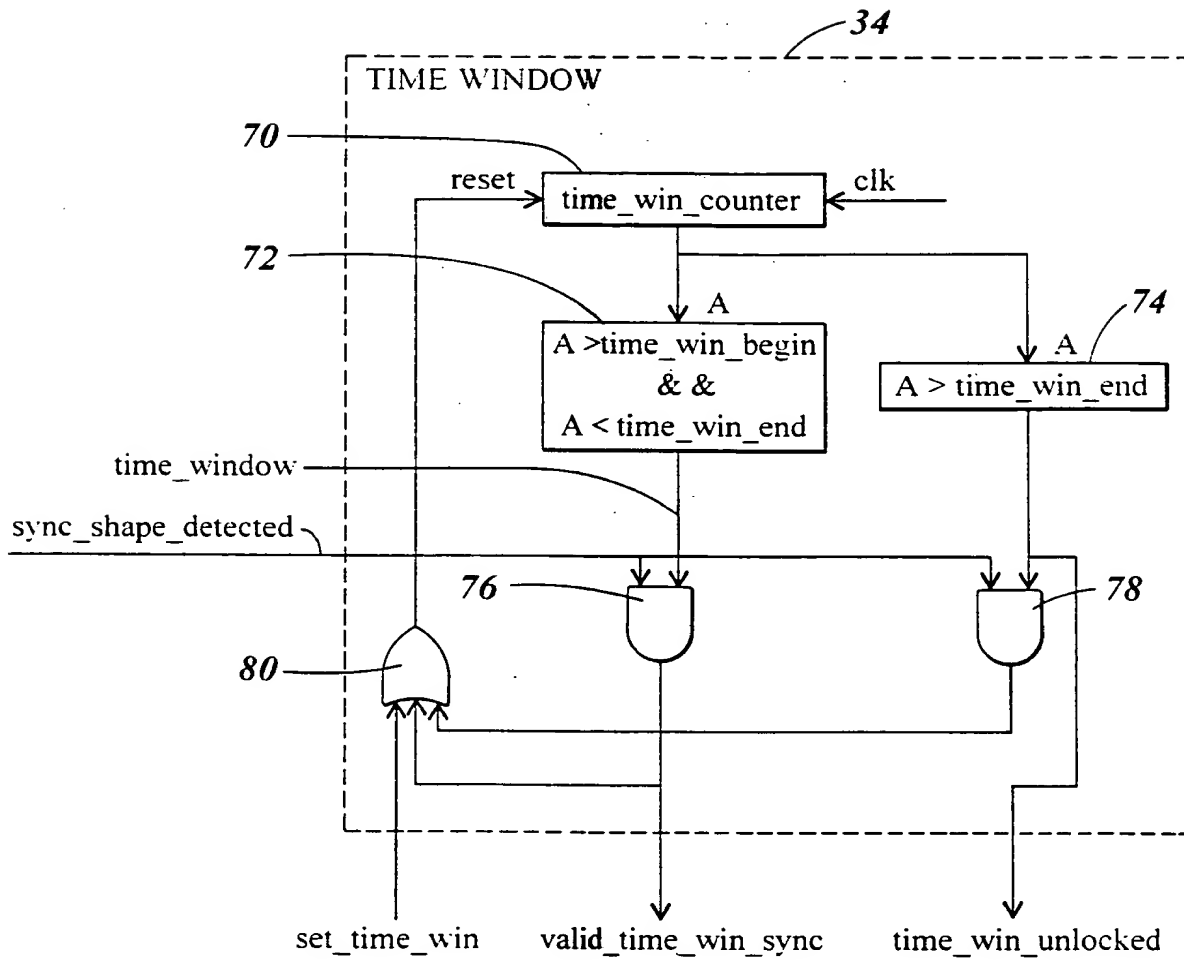 34
TIME WINDOW
70
reset
clk
time_win_counter
72
A
74
A >time_win_begin
& &
A < time_win_end
A
A > time_win_end
time_window
sync_shape_detected
76
78
80
set_time_win
valid_time_win_sync
time_win_unlocked